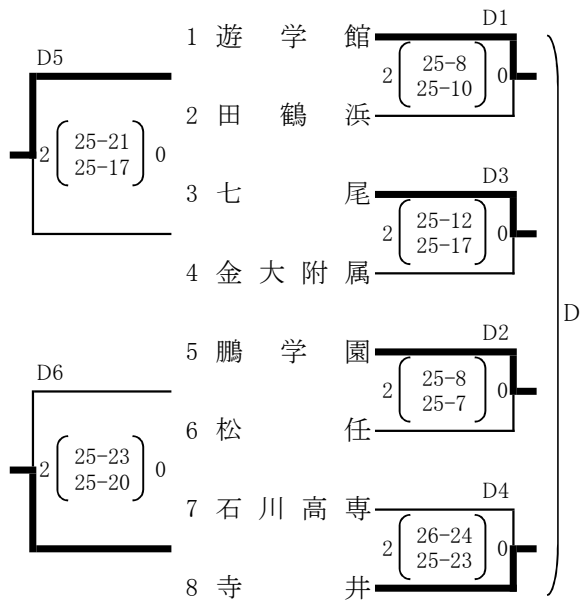 D5
2 25-21 0
25-17
D6
2 25-23 0
25-20
1 遊学館
2 田鶴浜
3 七尾
4 金大附属
5 鵬学園
6 松任
7 石川高専
8 寺井
D1
2 25-8 0
25-10
D3
2 25-12 0
25-17
D2
2 25-8 0
25-7
D4
2 26-24 0
25-23
D